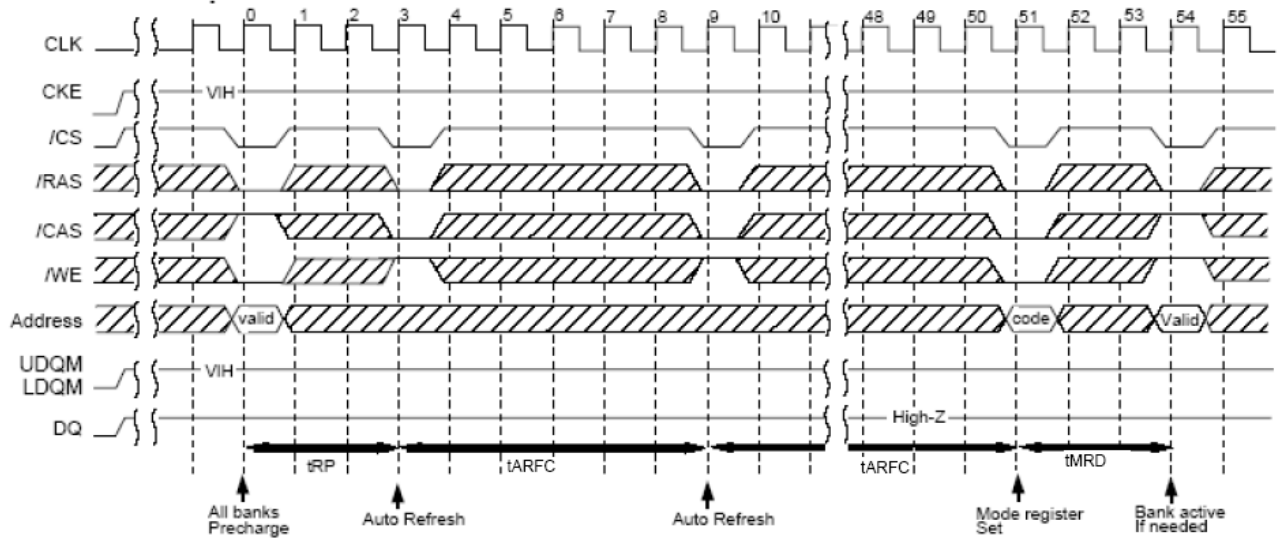 0 1 2 3 4 5 6 7 8 9 10 48 49 50 51 52 53 54 55
CLK
CKE VIH
/CS
/RAS
/CAS
/WE
Address valid code Valid
UDQM
LDQM
VIH
DQ High-Z
tRP tARFC tARFC tMRD
All banks
Precharge
Auto Refresh
Auto Refresh
Mode register
Set
Bank active
If needed